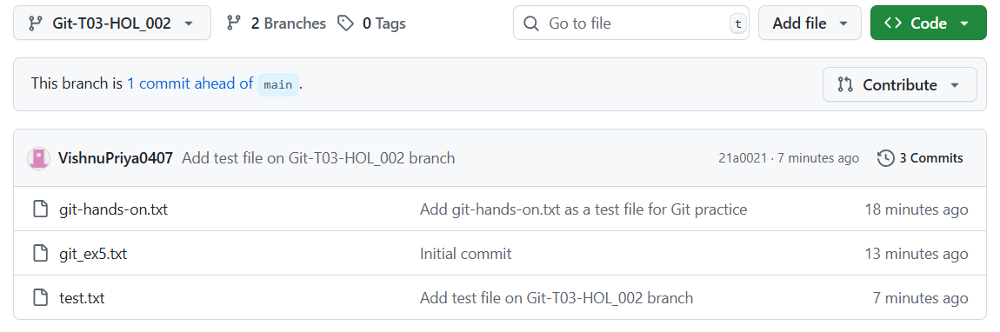 Git-T03-HOL_002 2 Branches 0 Tags Go to file t Add file Code
This branch is 1 commit ahead of main .
Contribute
VishnuPriya0407 Add test file on Git-T03-HOL_002 branch 21a0021 · 7 minutes ago 3 Commits
git-hands-on.txt Add git-hands-on.txt as a test file for Git practice 18 minutes ago
git_ex5.txt Initial commit 13 minutes ago
test.txt Add test file on Git-T03-HOL_002 branch 7 minutes ago